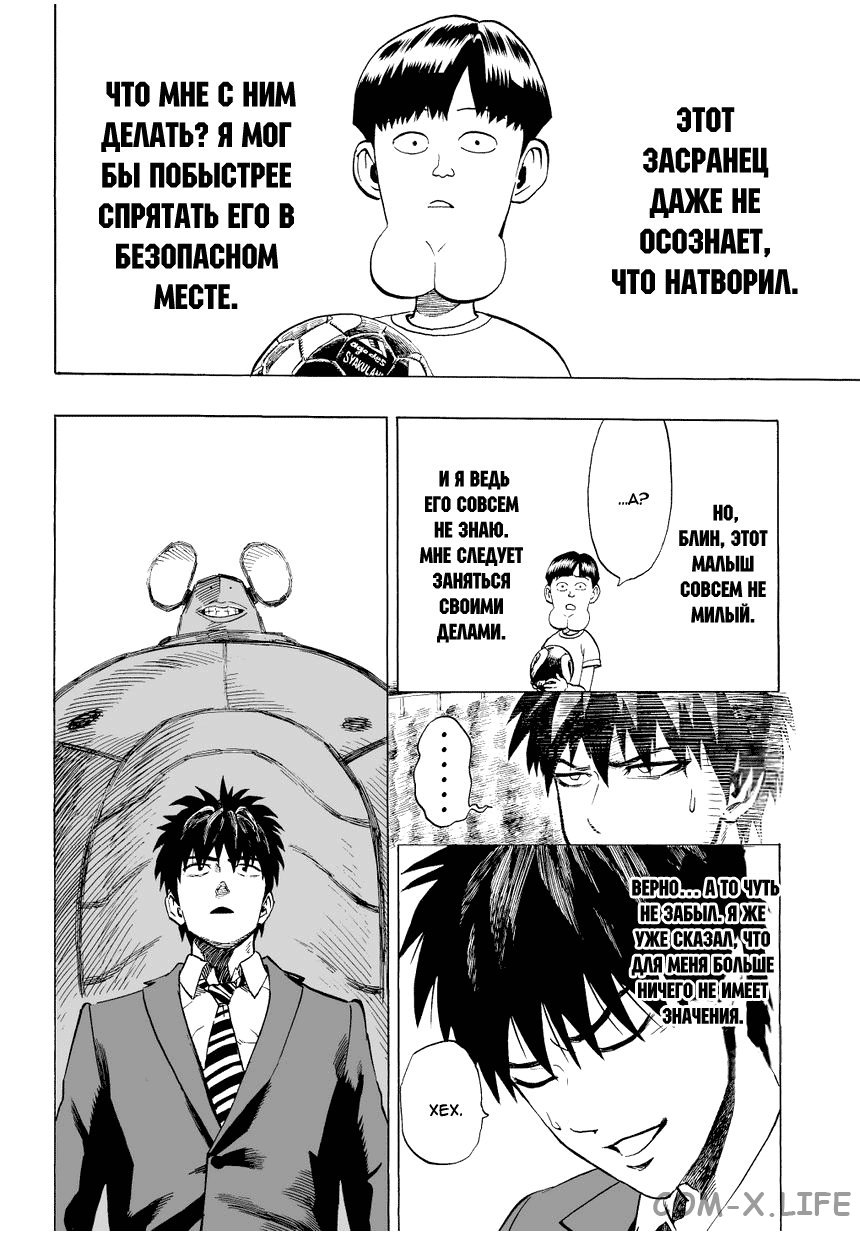 ЭТОТ
ЗАСРАНЕЦ
ДАЖЕ НЕ
ОСОЗНАЕТ,
ЧТО НАТВОРИЛ.
ЧТО МНЕ С НИМ
ДЕЛАТЬ? Я МОГ
БЫ ПОБЫСТРЕЕ
СПРЯТАТЬ ЕГО В
БЕЗОПАСНОМ
МЕСТЕ.
agedas
SYAKULAN
НО,
БЛИН, ЭТОТ
МАЛЫШ
СОВСЕМ НЕ
МИЛЫЙ.
...А?
И Я ВЕДЬ
ЕГО СОВСЕМ
НЕ ЗНАЮ.
МНЕ СЛЕДУЕТ
ЗАНЯТЬСЯ
СВОИМИ
ДЕЛАМИ.
......
ВЕРНО... А ТО ЧУТЬ
НЕ ЗАБЫЛ. Я ЖЕ
УЖЕ СКАЗАЛ, ЧТО
ДЛЯ МЕНЯ БОЛЬШЕ
НИЧЕГО НЕ ИМЕЕТ
ЗНАЧЕНИЯ.
ХЕХ.
COM-X.LIFE